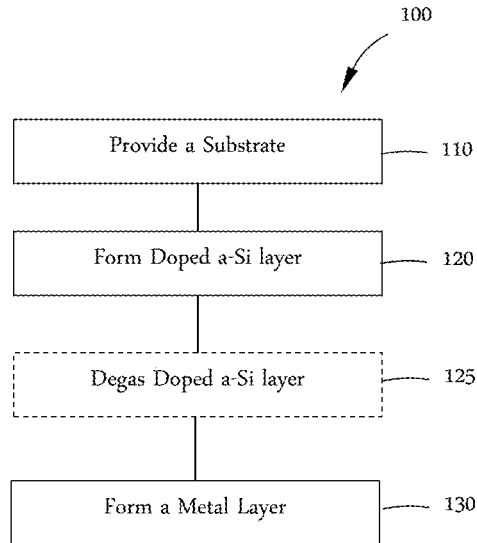 100
Provide a Substrate
110
Form Doped a-Si layer
120
Degas Doped a-Si layer
125
Form a Metal Layer
130